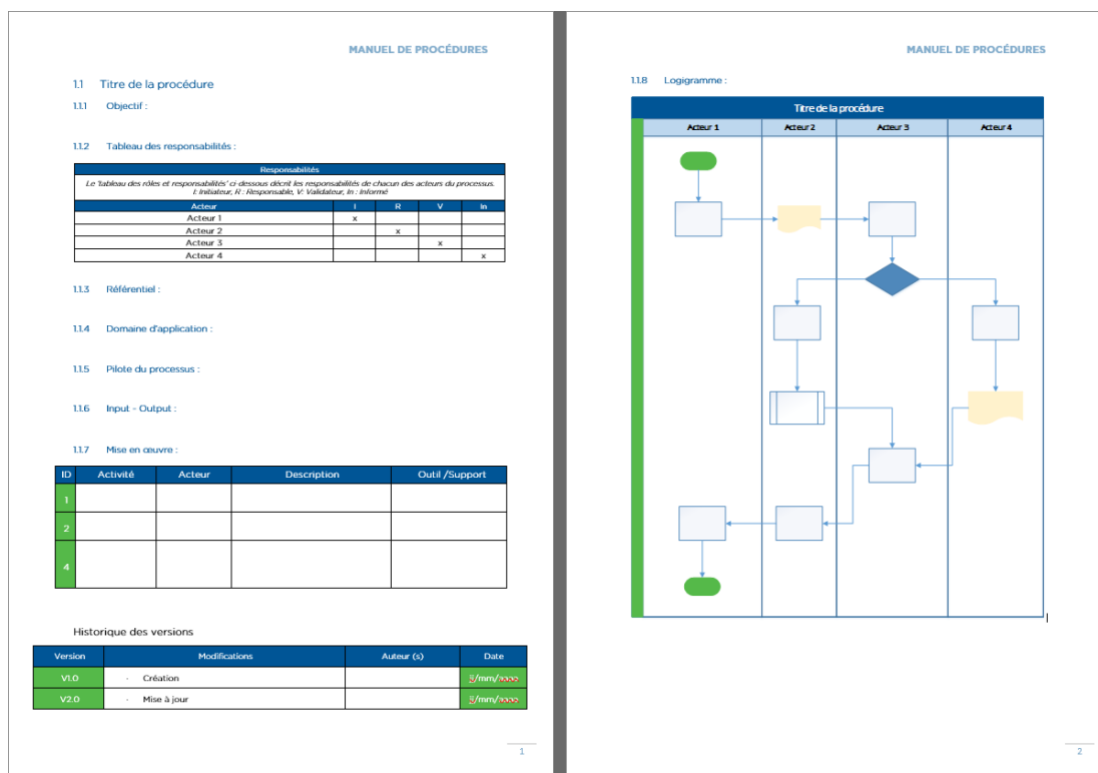 MANUEL DE PROCÉDURES
1.1 Titre de la procédure
1.1.1 Objectif :
1.1.2 Tableau des responsabilités :
Responsabilités
Le 'tableau des rôles et responsabilités' ci-dessous décrit les responsabilités de chacun des acteurs du processus.
I: Initiateur, R : Responsable, V: Validateur, In : Informé
Acteur I R V In
Acteur 1 x
Acteur 2 x
Acteur 3 x
Acteur 4 x
1.1.3 Référentiel :
1.1.4 Domaine d'application :
1.1.5 Pilote du processus :
1.1.6 Input - Output :
1.1.7 Mise en œuvre :
ID Activité Acteur Description Outil /Support
1
2
4
Historique des versions
Version Modifications Auteur (s) Date
V1.0 - Création jj/mm/aaaa
V2.0 - Mise à jour jj/mm/aaaa
1
MANUEL DE PROCÉDURES
1.1.8 Logigramme :
Titre de la procédure
Acteur 1 Acteur 2 Acteur 3 Acteur 4
2